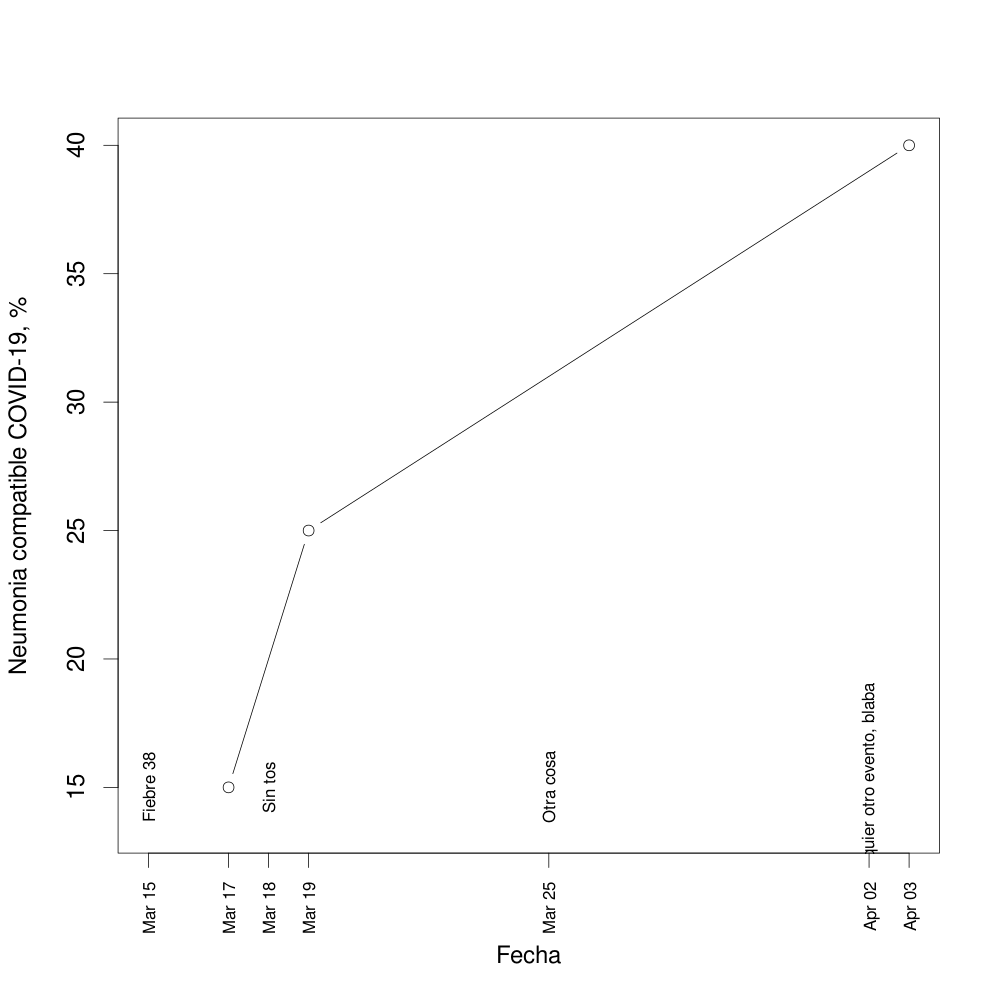 Neumonia compatible COVID-19, %
40
35
30
25
20
15
Fiebre 38
Sin tos
Otra cosa
quier otro evento, blaba
Mar 15
Mar 17
Mar 18
Mar 19
Mar 25
Apr 02
Apr 03
Fecha